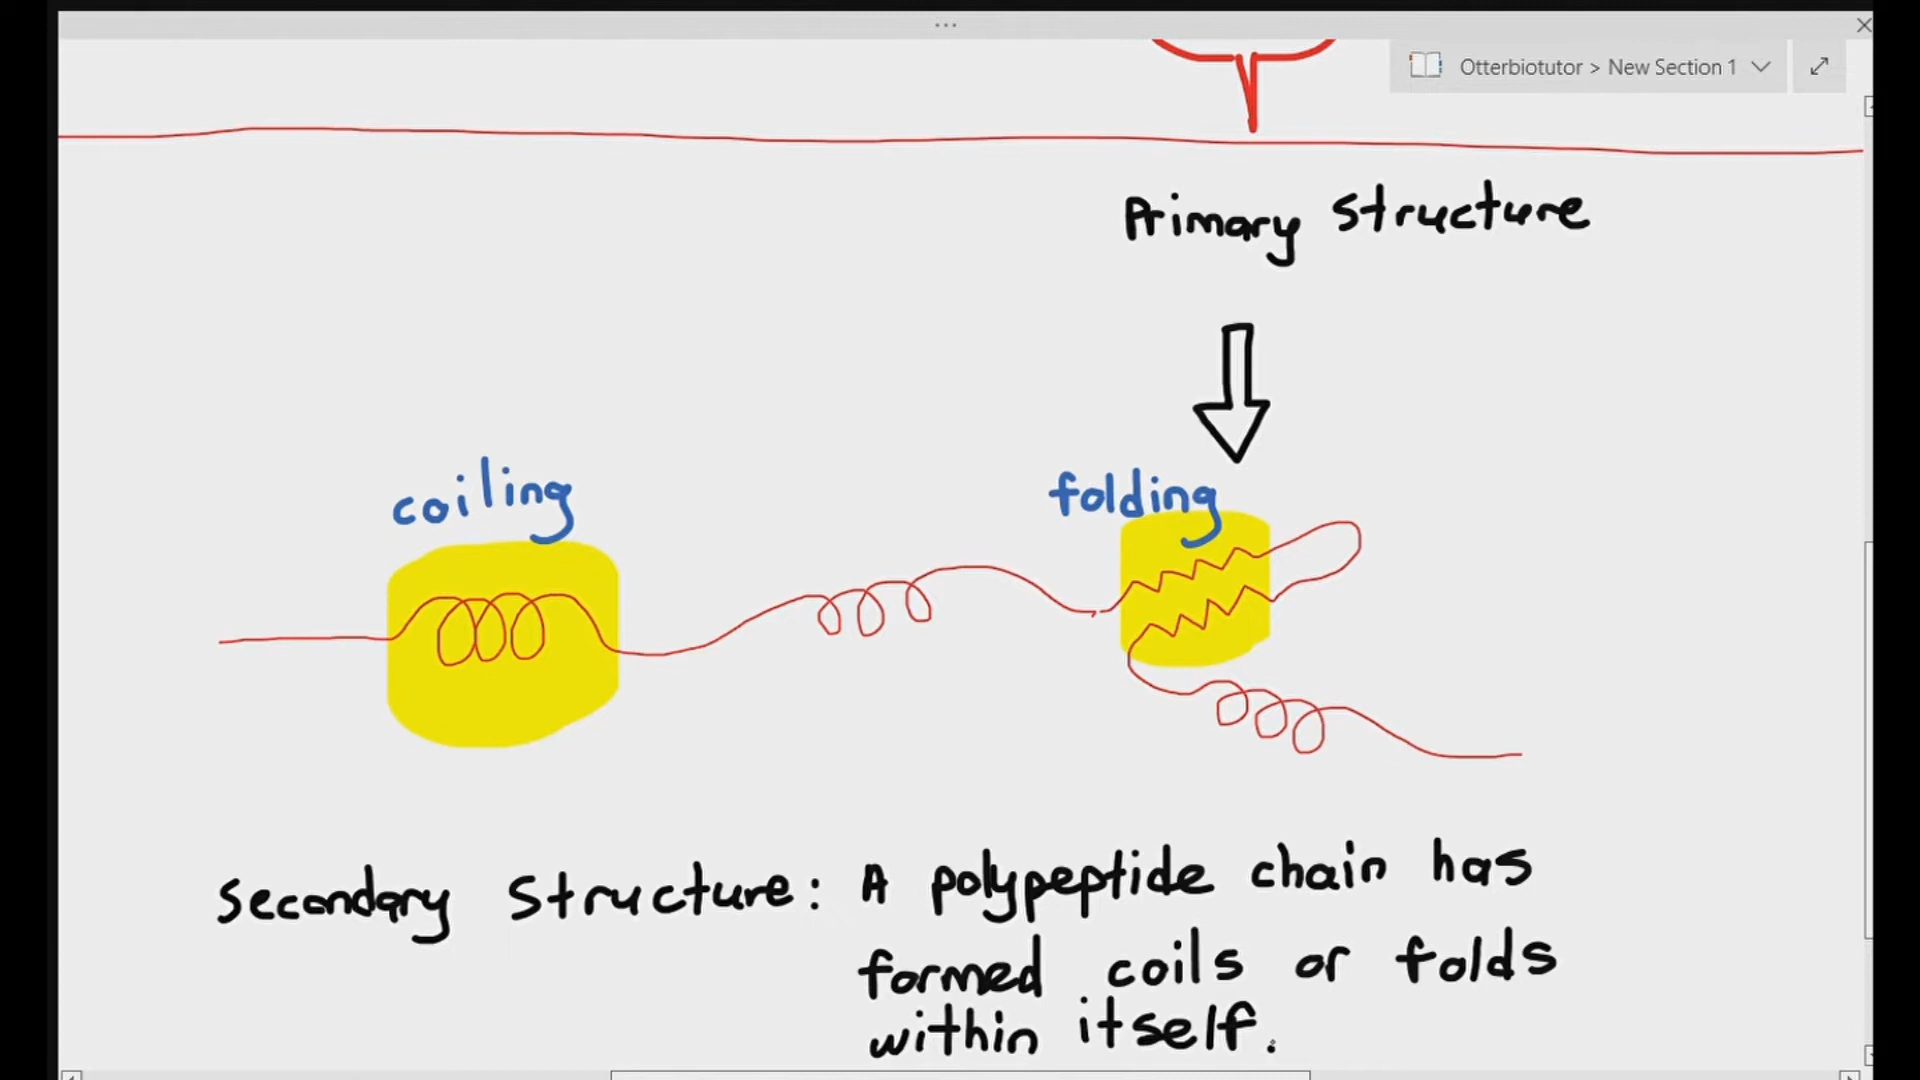 Otterbiotutor > New Section 1
Primary Structure
coiling
folding
Secondary Structure: A polypeptide chain has
formed coils or folds
within itself.